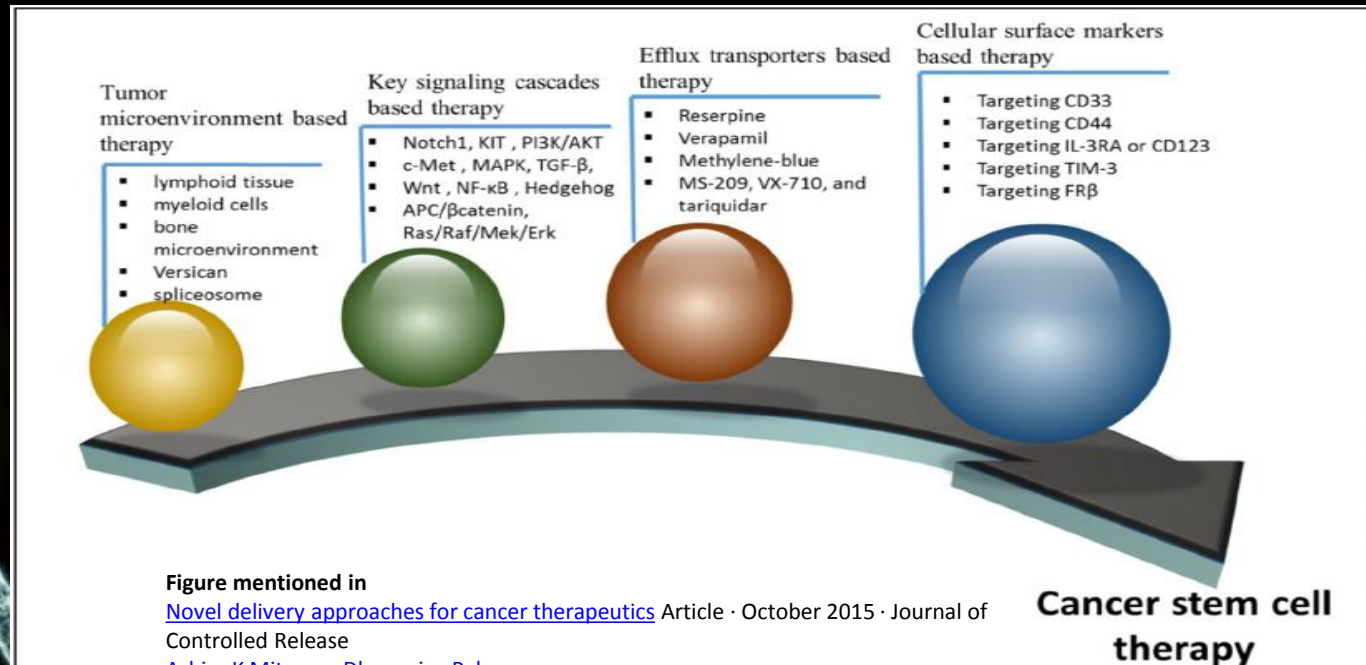 Tumor
microenvironment based
therapy
▪ lymphoid tissue
▪ myeloid cells
▪ bone
microenvironment
▪ Versican
▪ spliceosome
Key signaling cascades
based therapy
▪ Notch1, KIT , PI3K/AKT
▪ c-Met , MAPK, TGF-β,
▪ Wnt , NF-κB , Hedgehog
▪ APC/βcatenin,
Ras/Raf/Mek/Erk
Efflux transporters based
therapy
▪ Reserpine
▪ Verapamil
▪ Methylene-blue
▪ MS-209, VX-710, and
tariquidar
Cellular surface markers
based therapy
▪ Targeting CD33
▪ Targeting CD44
▪ Targeting IL-3RA or CD123
▪ Targeting TIM-3
▪ Targeting FRβ
Figure mentioned in
Novel delivery approaches for cancer therapeutics Article · October 2015 · Journal of
Controlled Release
Cancer stem cell
therapy